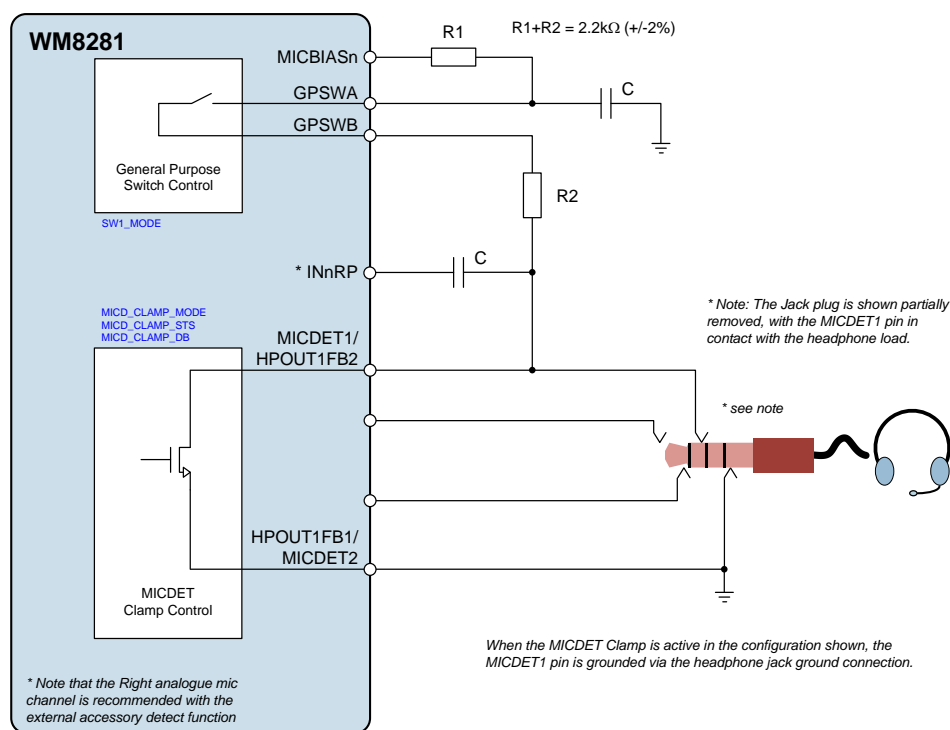 WM8281
R1
R1+R2 = 2.2kΩ (+/-2%)
MICBIASn
GPSWA
C
GPSWB
General Purpose
Switch Control
R2
SW1_MODE
* INnRP
C
MICD_CLAMP_MODE
MICD_CLAMP_STS
MICD_CLAMP_DB
* Note: The Jack plug is shown partially
removed, with the MICDET1 pin in
contact with the headphone load.
MICDET1/
HPOUT1FB2
* see note
HPOUT1FB1/
MICDET2
MICDET
Clamp Control
When the MICDET Clamp is active in the configuration shown, the
MICDET1 pin is grounded via the headphone jack ground connection.
* Note that the Right analogue mic
channel is recommended with the
external accessory detect function